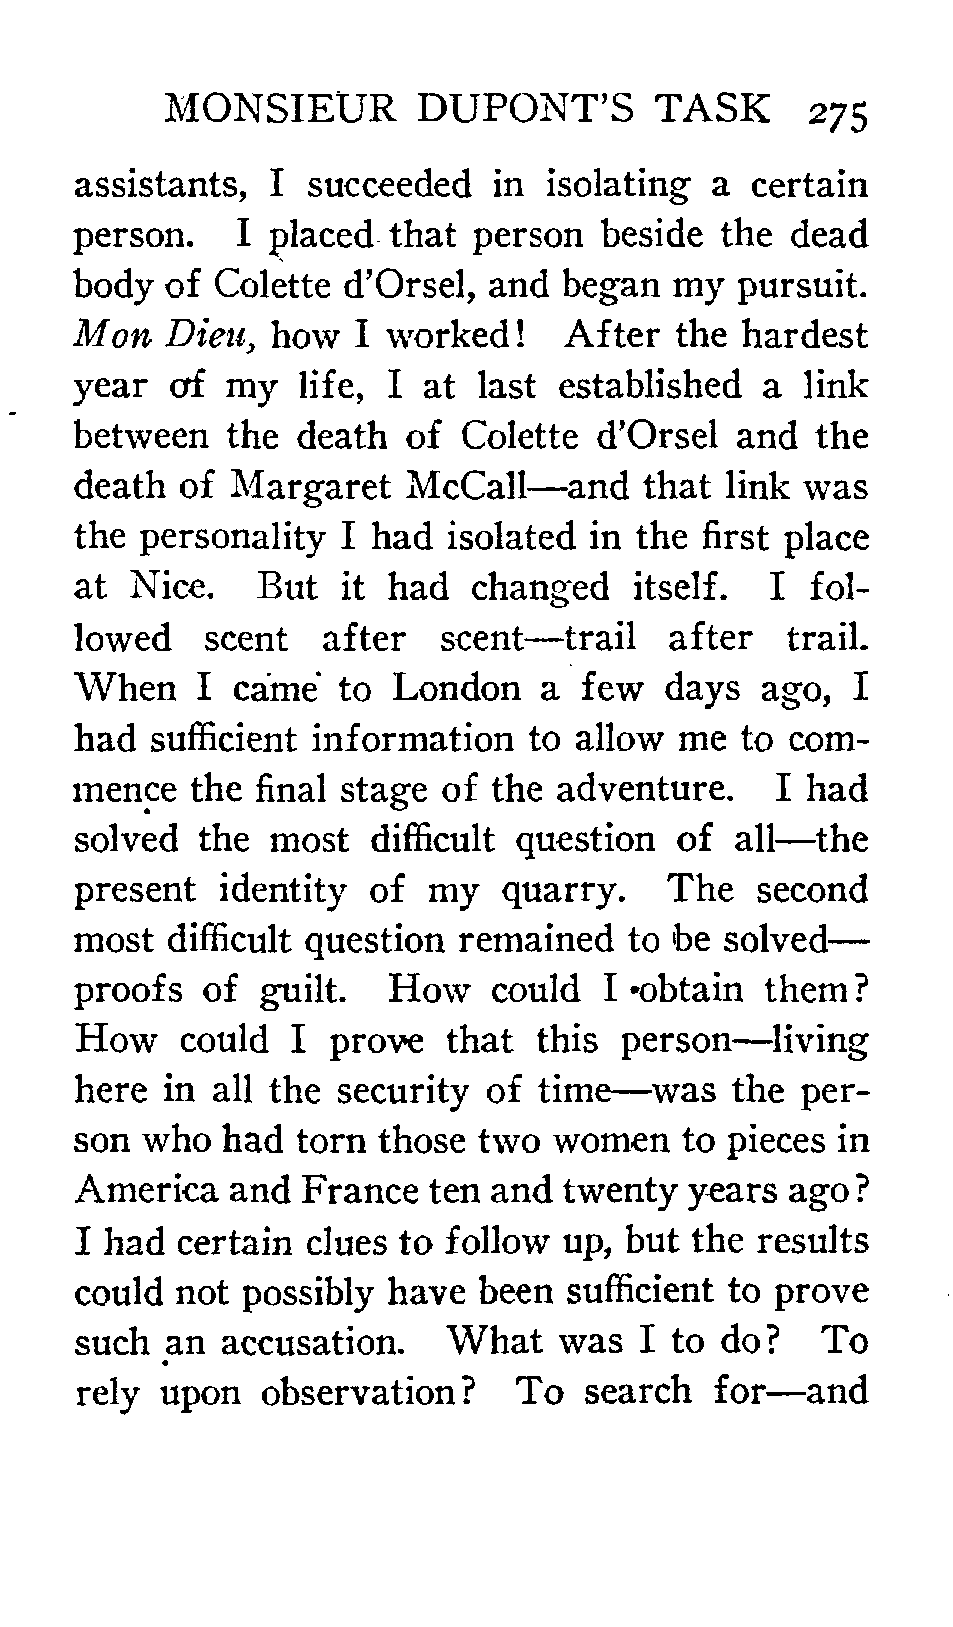 MONSIEUR DUPONT'S TASK 275
assistants, I succeeded in isolating a certain
person. I placed that person beside the dead
body of Colette d'Orsel, and began my pursuit.
Mon Dieu, how I worked! After the hardest
year of my life, I at last established a link
between the death of Colette d'Orsel and the
death of Margaret McCall—and that link was
the personality I had isolated in the first place
at Nice. But it had changed itself. I fol-
lowed scent after scent—trail after trail.
When I came to London a few days ago, I
had sufficient information to allow me to com-
mence the final stage of the adventure. I had
solved the most difficult question of all—the
present identity of my quarry. The second
most difficult question remained to be solved—
proofs of guilt. How could I obtain them?
How could I prove that this person—living
here in all the security of time—was the per-
son who had torn those two women to pieces in
America and France ten and twenty years ago?
I had certain clues to follow up, but the results
could not possibly have been sufficient to prove
such an accusation. What was I to do? To
rely upon observation? To search for—and